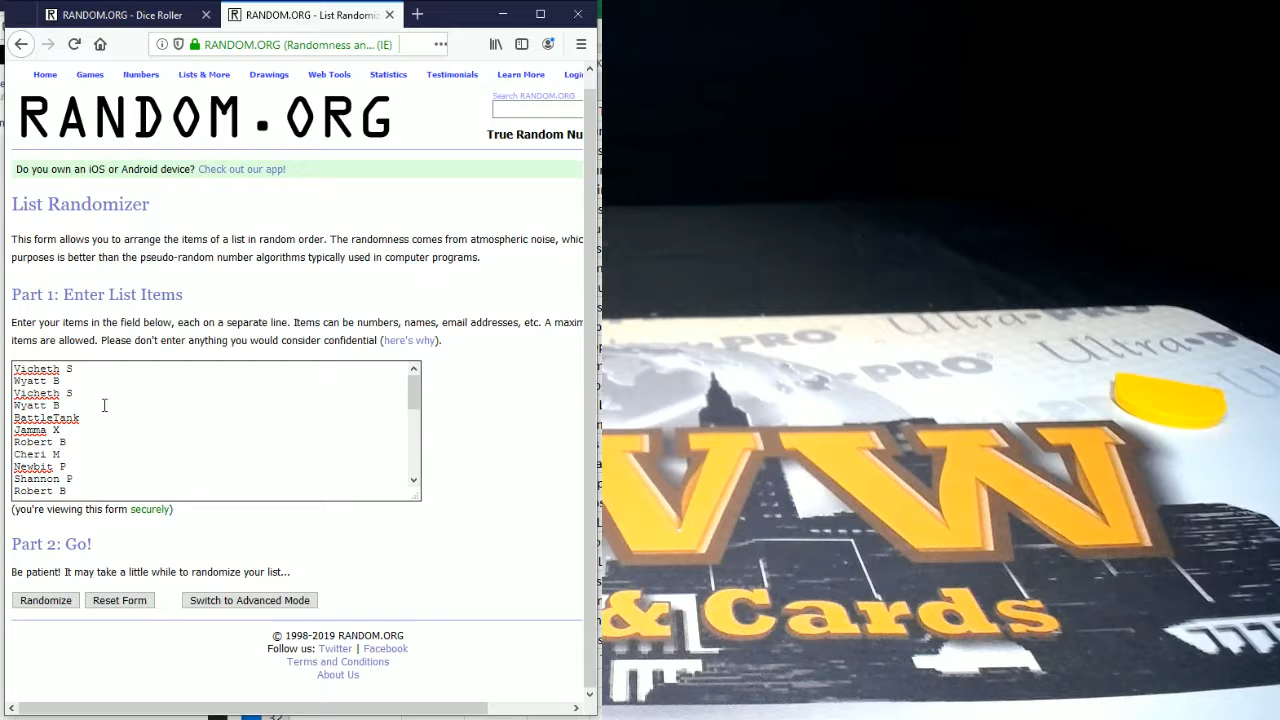 RANDOM.ORG - Dice Roller
RANDOM.ORG - List Randomiz
RANDOM.ORG (Randomness an... (IE)
Home Games Numbers Lists & More Drawings Web Tools Statistics Testimonials Learn More Login
RANDOM.ORG
Search RANDOM.ORG
True Random Nu
Do you own an iOS or Android device? Check out our app!
List Randomizer
This form allows you to arrange the items of a list in random order. The randomness comes from atmospheric noise, whic
purposes is better than the pseudo-random number algorithms typically used in computer programs.
Part 1: Enter List Items
Enter your items in the field below, each on a separate line. Items can be numbers, names, email addresses, etc. A maxim
items are allowed. Please don't enter anything you would consider confidential (here's why).
Vicheth S
Wyatt B
Vicheth S
Wyatt B
BattleTank
Jamma X
Robert B
Cheri M
Newbit P
Shannon P
Robert B
(you're viewing this form securely)
Part 2: Go!
Be patient! It may take a little while to randomize your list...
Randomize Reset Form Switch to Advanced Mode
© 1998-2019 RANDOM.ORG
Follow us: Twitter | Facebook
Terms and Conditions
About Us
32
Ultra•PRO®
Ultra•P
VW
& Cards